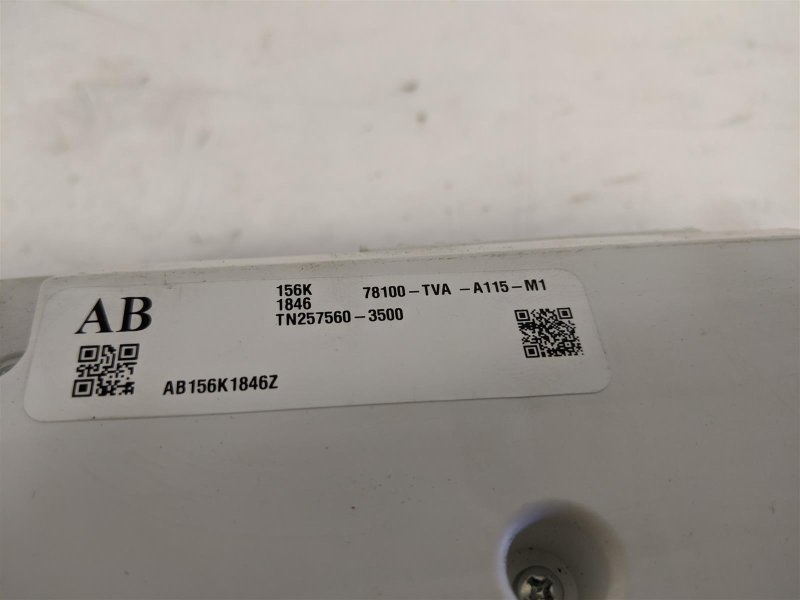 AB
156K 78100-TVA -A115-M1
1846
TN257560-3500
AB156K1846Z